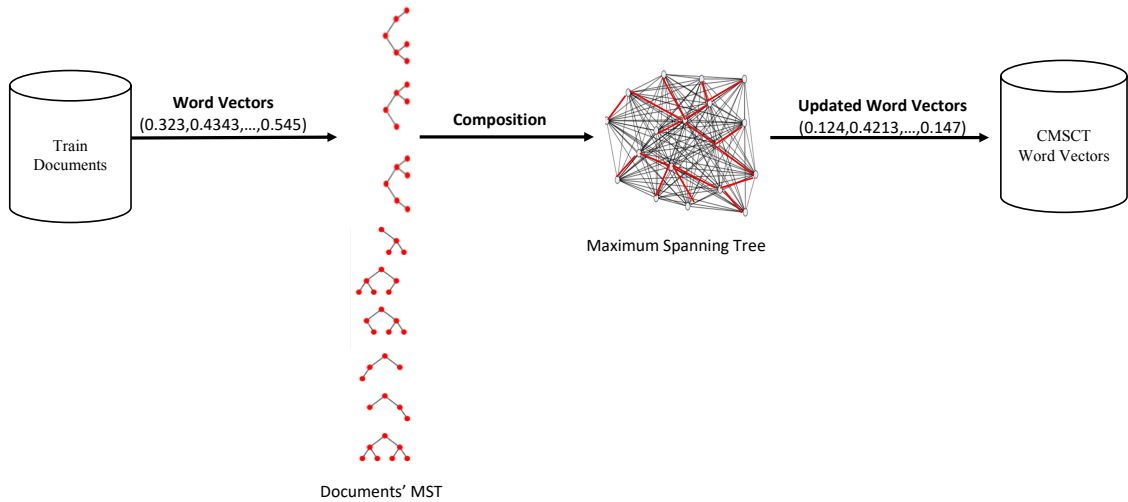 Word Vectors
(0.323,0.4343,...,0.545)
Train
Documents
Composition
Updated Word Vectors
(0.124,0.4213,...,0.147)
CMSCT
Word Vectors
Maximum Spanning Tree
Documents’ MST